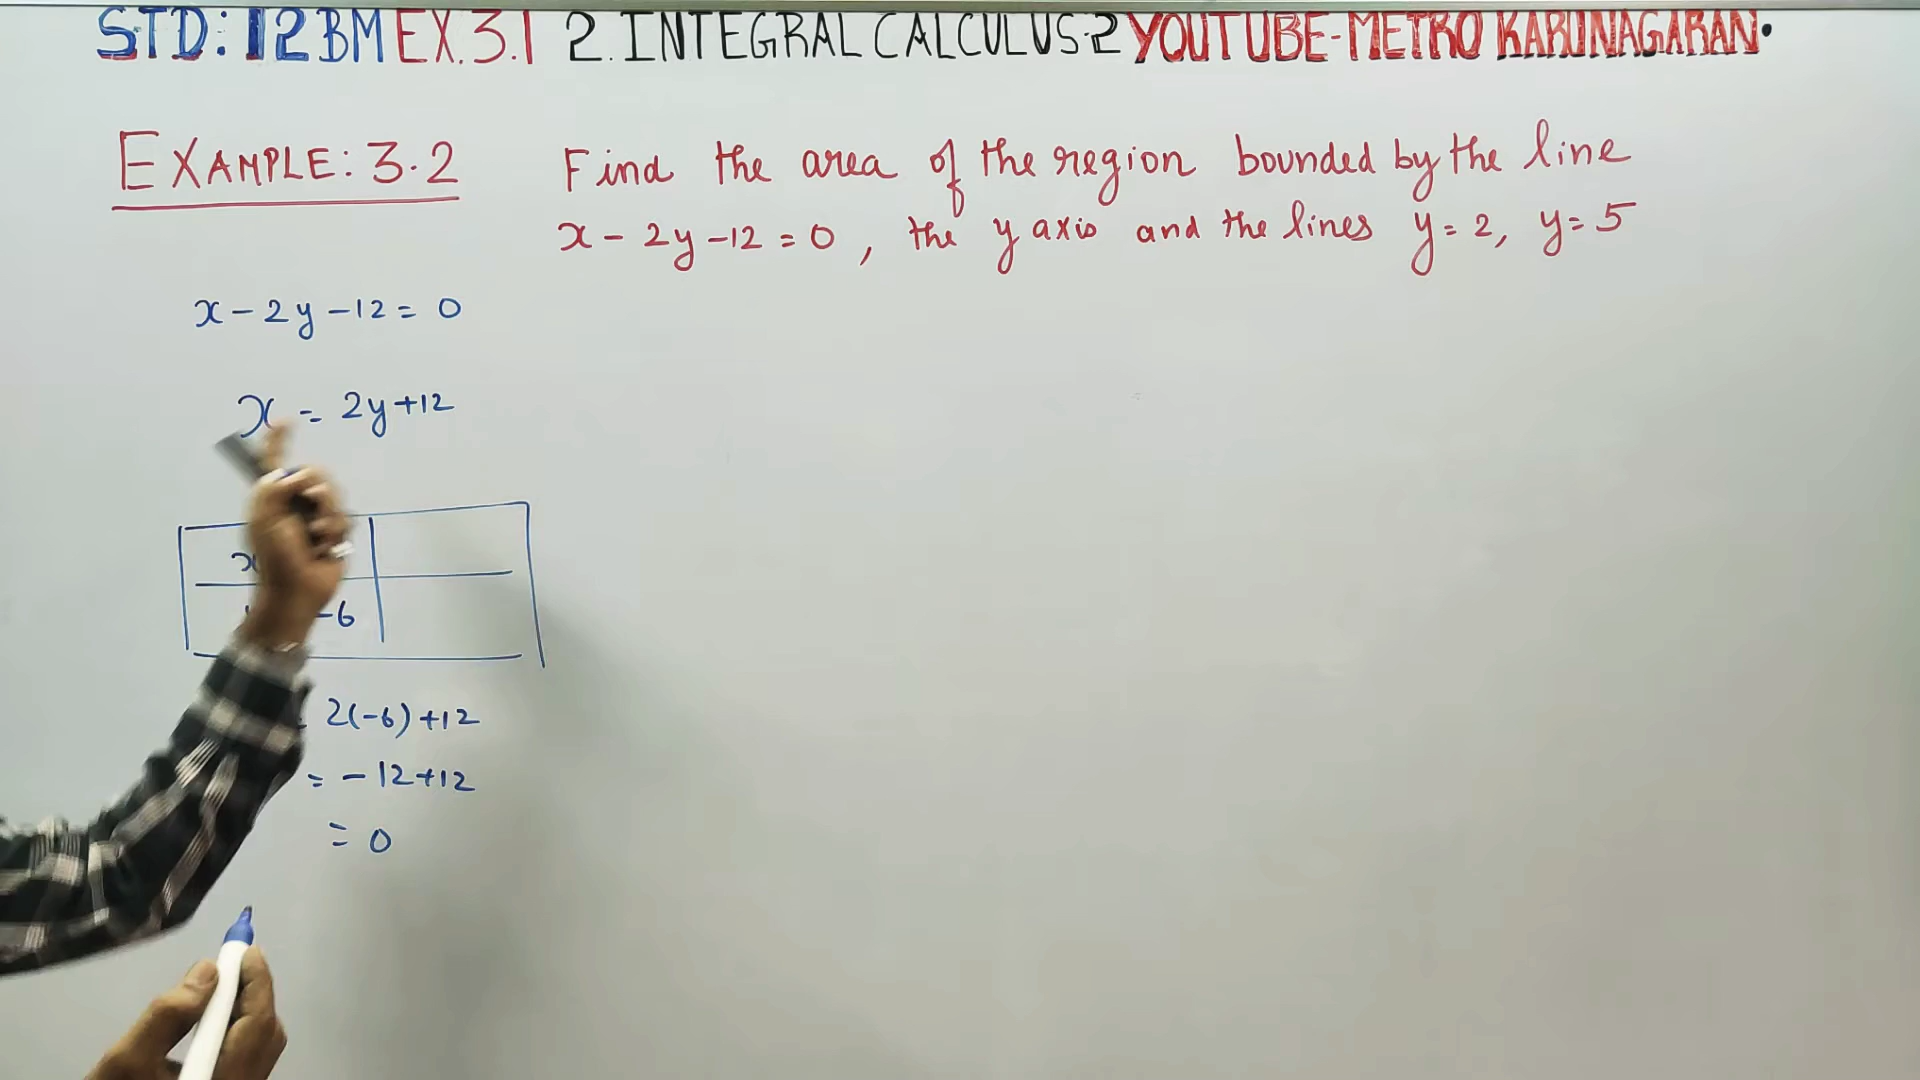 STD: 12 BM EX. 3.1 2. INTEGRAL CALCULUS-2 YOUTUBE-METRO KARUNAGARAN.
EXAMPLE: 3.2 Find the area of the region bounded by the line
x - 2y - 12 = 0, the y axis and the lines y = 2, y = 5
x - 2y - 12 = 0
x = 2y + 12
x
-6
= 2(-6) + 12
= -12 + 12
= 0